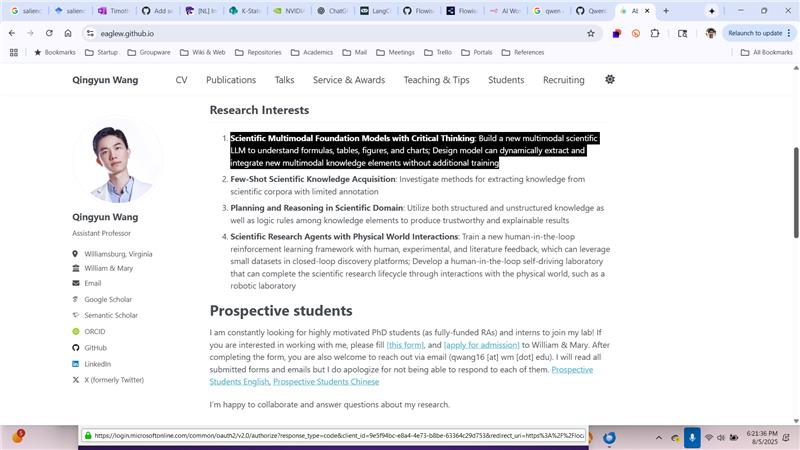 salienc
salienc
Timoth
Add se
[NL] In
K-State
NVIDIA
ChatG
LangC
Flowis
Flowis
AI Wor
qwen
Qwen
Ab
eaglew.github.io
Relaunch to update
Bookmarks
Startup
Groupware
Wiki & Web
Repositories
Academics
Mail
Meetings
Trello
Portals
References
All Bookmarks
Qingyun Wang
CV
Publications
Talks
Service & Awards
Teaching & Tips
Students
Recruiting
Research Interests
1. Scientific Multimodal Foundation Models with Critical Thinking: Build a new multimodal scientific
LLM to understand formulas, tables, figures, and charts; Design model can dynamically extract and
integrate new multimodal knowledge elements without additional training
2. Few-Shot Scientific Knowledge Acquisition: Investigate methods for extracting knowledge from
scientific corpora with limited annotation
3. Planning and Reasoning in Scientific Domain: Utilize both structured and unstructured knowledge as
well as logic rules among knowledge elements to produce trustworthy and explainable results
4. Scientific Research Agents with Physical World Interactions: Train a new human-in-the-loop
reinforcement learning framework with human, experimental, and literature feedback, which can leverage
small datasets in closed-loop discovery platforms; Develop a human-in-the-loop self-driving laboratory
that can complete the scientific research lifecycle through interactions with the physical world, such as a
robotic laboratory
Qingyun Wang
Assistant Professor
Williamsburg, Virginia
William & Mary
Email
Google Scholar
Semantic Scholar
ORCID
GitHub
LinkedIn
X (formerly Twitter)
Prospective students
I am constantly looking for highly motivated PhD students (as fully-funded RAs) and interns to join my lab! If
you are interested in working with me, please fill [this form], and [apply for admission] to William & Mary. After
completing the form, you are also welcome to reach out via email (qwang16 [at] wm [dot] edu). I will read all
submitted forms and emails but I do apologize for not being able to respond to each of them. Prospective
Students English, Prospective Students Chinese
I'm happy to collaborate and answer questions about my research.
https://login.microsoftonline.com/common/oauth2/v2.0/authorize?response_type=code&client_id=9e5f94bc-e8a4-4e73-b8be-63364c29d753&redirect_uri=https%3A%2F%2Floca
5
6:21:36 PM
8/5/2025